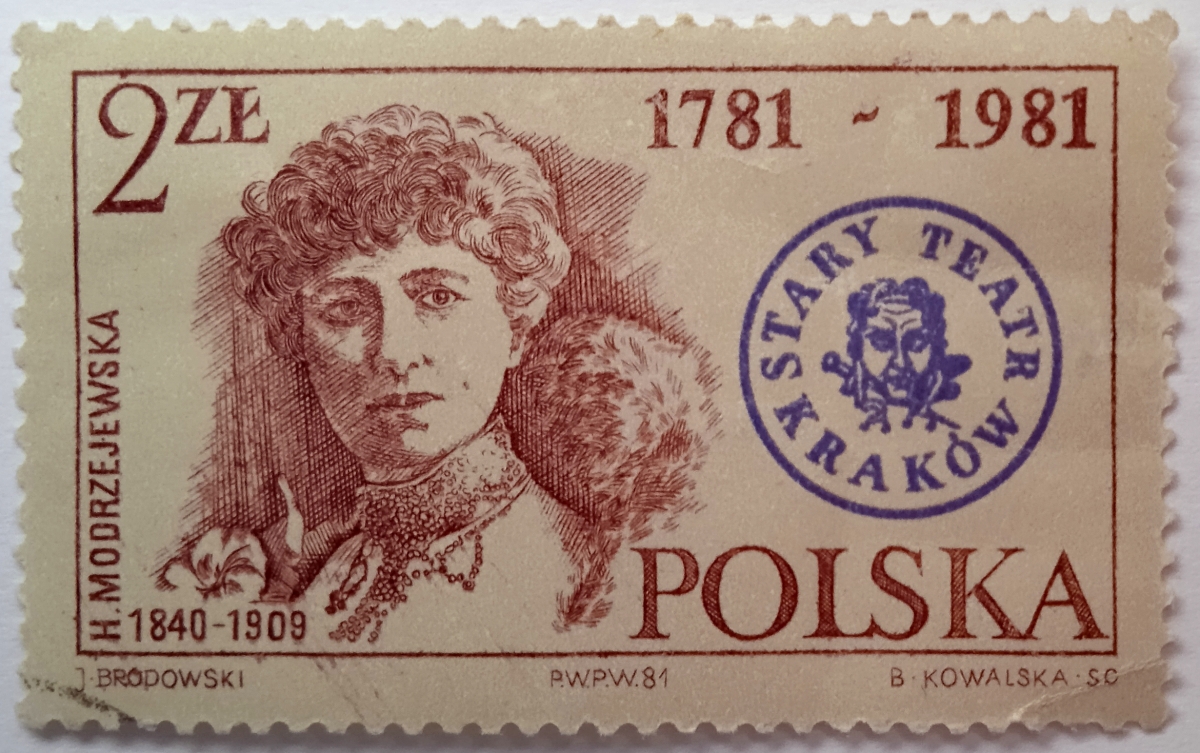 2 ZŁ
1781 ~ 1981
STARY TEATR
KRAKÓW
H. MODRZEJEWSKA
1840-1909
POLSKA
J·BRODOWSKI
P.W.P.W.81
B·KOWALSKA·SC